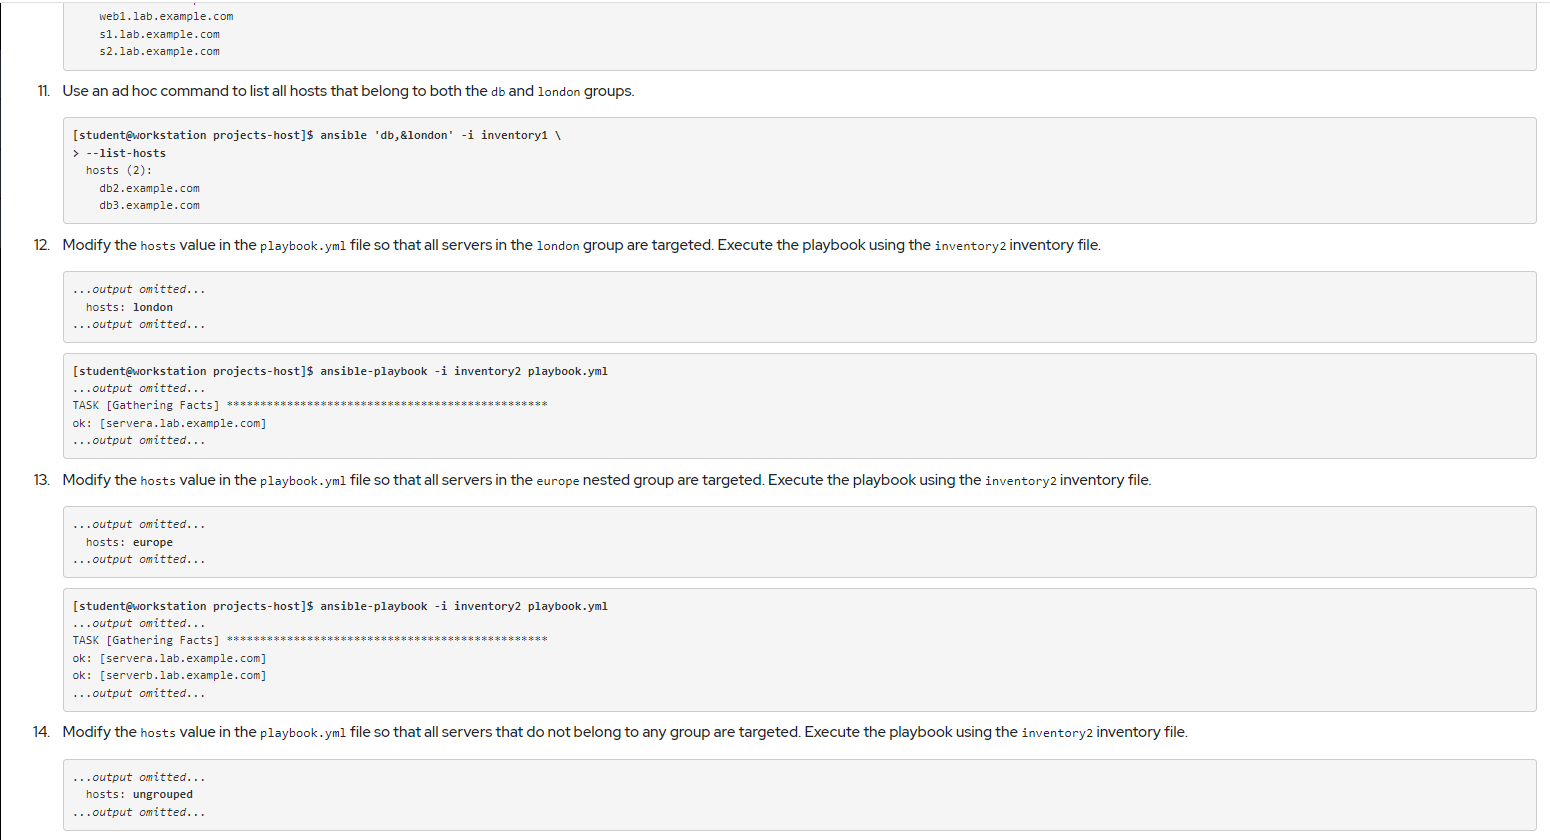 web1.lab.example.com
s1.lab.example.com
s2.lab.example.com
11. Use an ad hoc command to list all hosts that belong to both the db and london groups.
[student@workstation projects-host]$ ansible 'db,&london' -i inventory1 \
> --list-hosts
hosts (2):
db2.example.com
db3.example.com
12. Modify the hosts value in the playbook.yml file so that all servers in the london group are targeted. Execute the playbook using the inventory2 inventory file.
...output omitted...
hosts: london
...output omitted...
[student@workstation projects-host]$ ansible-playbook -i inventory2 playbook.yml
...output omitted...
TASK [Gathering Facts] ************************************************
ok: [servera.lab.example.com]
...output omitted...
13. Modify the hosts value in the playbook.yml file so that all servers in the europe nested group are targeted. Execute the playbook using the inventory2 inventory file.
...output omitted...
hosts: europe
...output omitted...
[student@workstation projects-host]$ ansible-playbook -i inventory2 playbook.yml
...output omitted...
TASK [Gathering Facts] ************************************************
ok: [servera.lab.example.com]
ok: [serverb.lab.example.com]
...output omitted...
14. Modify the hosts value in the playbook.yml file so that all servers that do not belong to any group are targeted. Execute the playbook using the inventory2 inventory file.
...output omitted...
hosts: ungrouped
...output omitted...